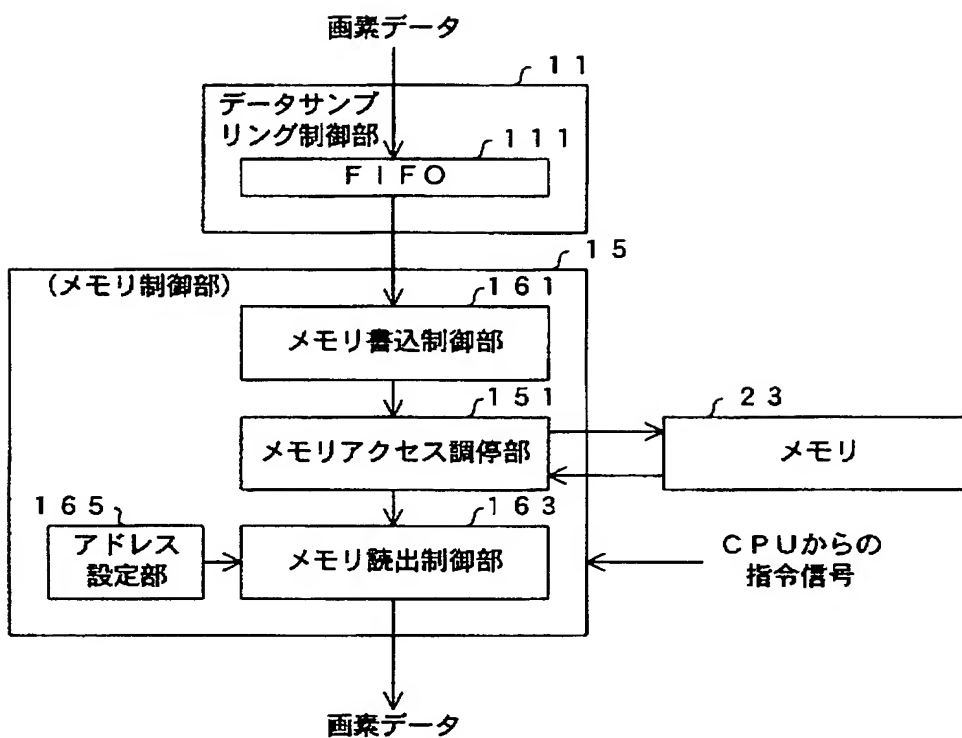 画素データ
11
データサンプ
リング制御部
111
FIFO
15
(メモリ制御部)
161
メモリ書込制御部
151
メモリアクセス調停部
23
メモリ
165
アドレス
設定部
163
メモリ読出制御部
CPUからの
指令信号
画素データ